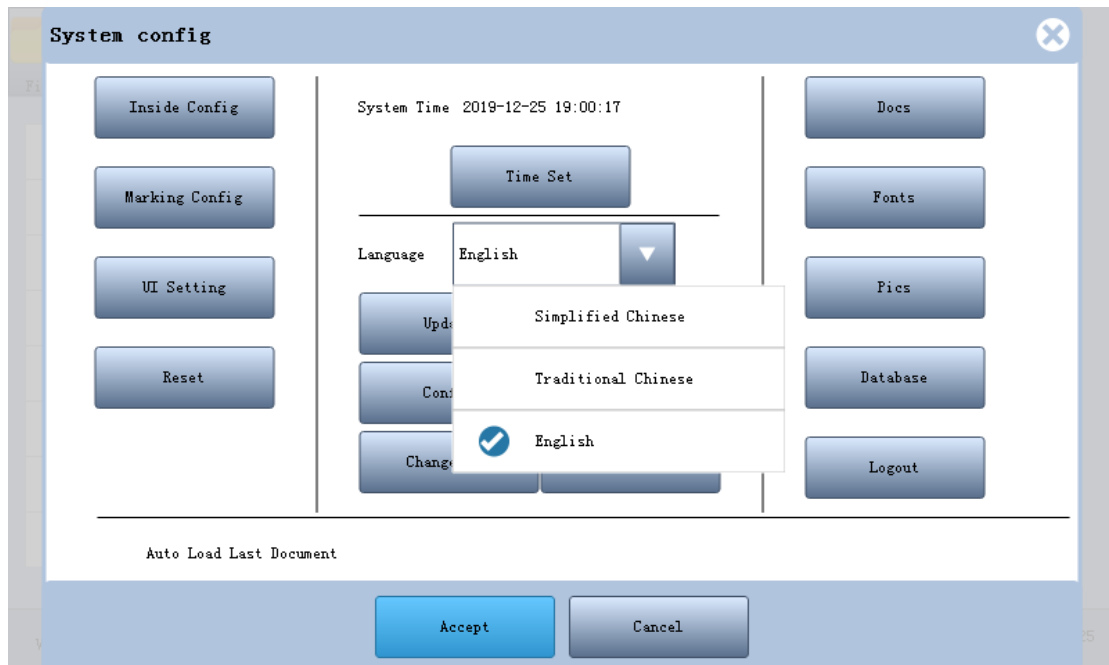 System config
Inside Config
Marking Config
UI Setting
Reset
System Time 2019-12-25 19:00:17
Time Set
Language English
Simplified Chinese
Traditional Chinese
English
Docs
Fonts
Pics
Database
Logout
Auto Load Last Document
Accept
Cancel